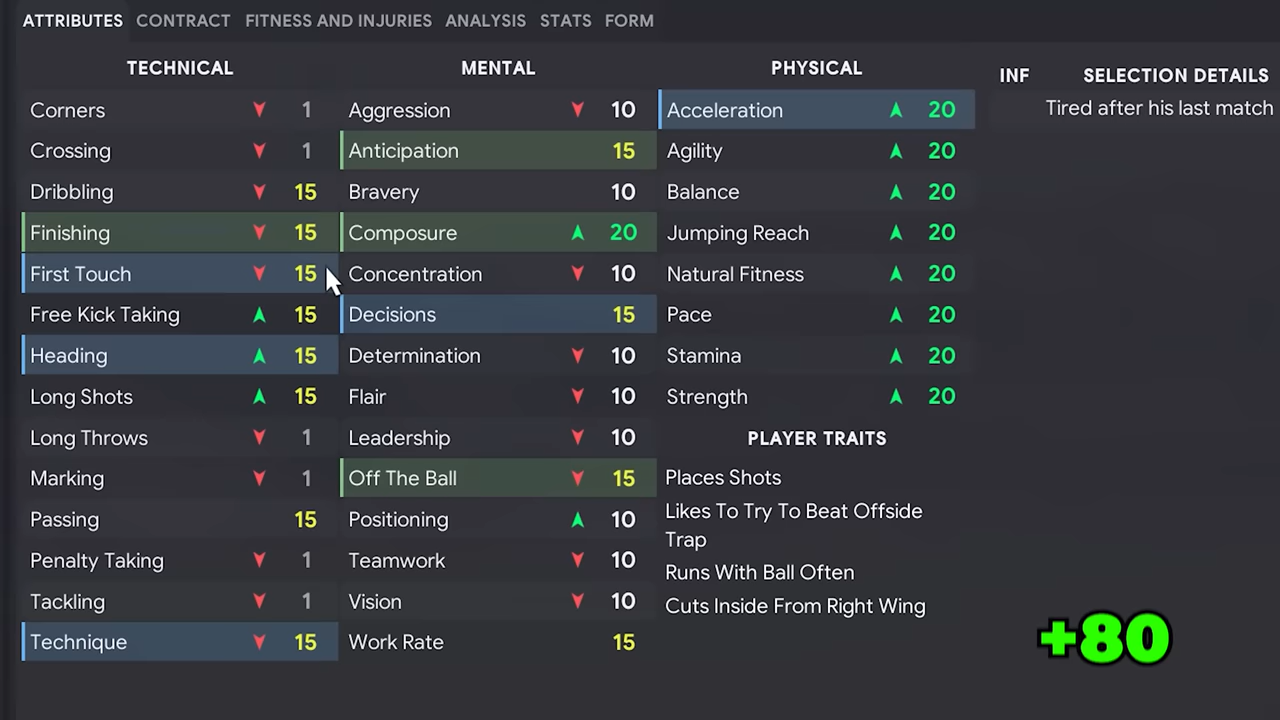 ATTRIBUTES CONTRACT FITNESS AND INJURIES ANALYSIS STATS FORM
TECHNICAL
Corners 1
Crossing 1
Dribbling 15
Finishing 15
First Touch 15
Free Kick Taking 15
Heading 15
Long Shots 15
Long Throws 1
Marking 1
Passing 15
Penalty Taking 1
Tackling 1
Technique 15
MENTAL
Aggression 10
Anticipation 15
Bravery 10
Composure 20
Concentration 10
Decisions 15
Determination 10
Flair 10
Leadership 10
Off The Ball 15
Positioning 10
Teamwork 10
Vision 10
Work Rate 15
PHYSICAL
Acceleration 20
Agility 20
Balance 20
Jumping Reach 20
Natural Fitness 20
Pace 20
Stamina 20
Strength 20
PLAYER TRAITS
Places Shots
Likes To Try To Beat Offside
Trap
Runs With Ball Often
Cuts Inside From Right Wing
INF SELECTION DETAILS
Tired after his last match
+80